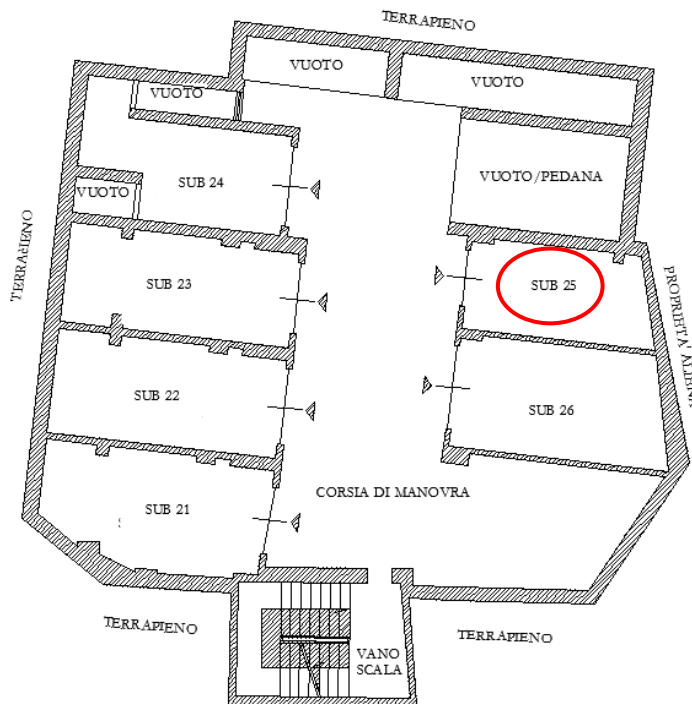 TERRAPIENO
VUOTO
VUOTO
VUOTO
SUB 24
VUOTO/PEDANA
VUOTO
TERRAPIENO
SUB 23
SUB 25
PROPRIETA' ALIENA
SUB 22
SUB 26
CORSIA DI MANOVRA
SUB 21
TERRAPIENO
VANO
SCALA
TERRAPIENO